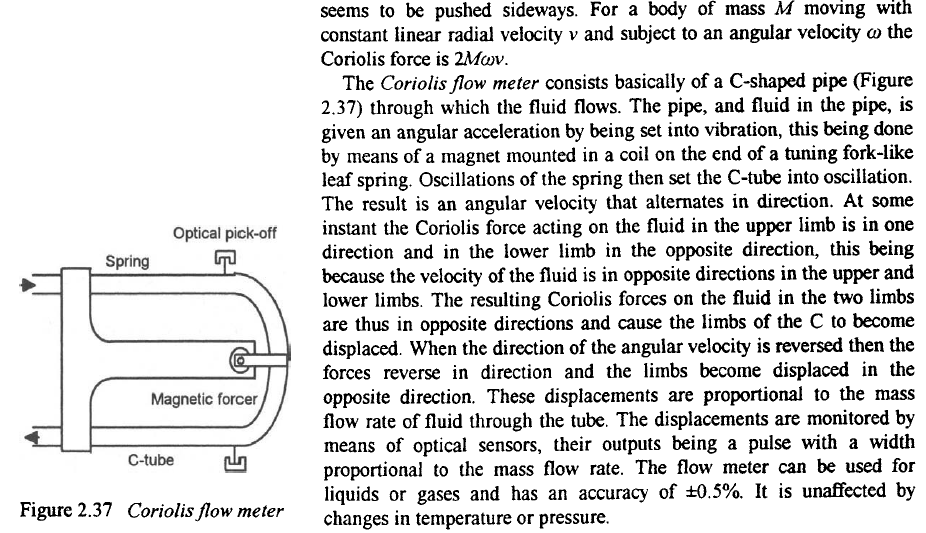 seems to be pushed sideways. For a body of mass M moving with
constant linear radial velocity v and subject to an angular velocity ω the
Coriolis force is 2Mωv.
The Coriolis flow meter consists basically of a C-shaped pipe (Figure
2.37) through which the fluid flows. The pipe, and fluid in the pipe, is
given an angular acceleration by being set into vibration, this being done
by means of a magnet mounted in a coil on the end of a tuning fork-like
leaf spring. Oscillations of the spring then set the C-tube into oscillation.
The result is an angular velocity that alternates in direction. At some
instant the Coriolis force acting on the fluid in the upper limb is in one
direction and in the lower limb in the opposite direction, this being
because the velocity of the fluid is in opposite directions in the upper and
lower limbs. The resulting Coriolis forces on the fluid in the two limbs
are thus in opposite directions and cause the limbs of the C to become
displaced. When the direction of the angular velocity is reversed then the
forces reverse in direction and the limbs become displaced in the
opposite direction. These displacements are proportional to the mass
flow rate of fluid through the tube. The displacements are monitored by
means of optical sensors, their outputs being a pulse with a width
proportional to the mass flow rate. The flow meter can be used for
liquids or gases and has an accuracy of ±0.5%. It is unaffected by
changes in temperature or pressure.
Optical pick-off
Spring
Magnetic forcer
C-tube
Figure 2.37 Coriolis flow meter